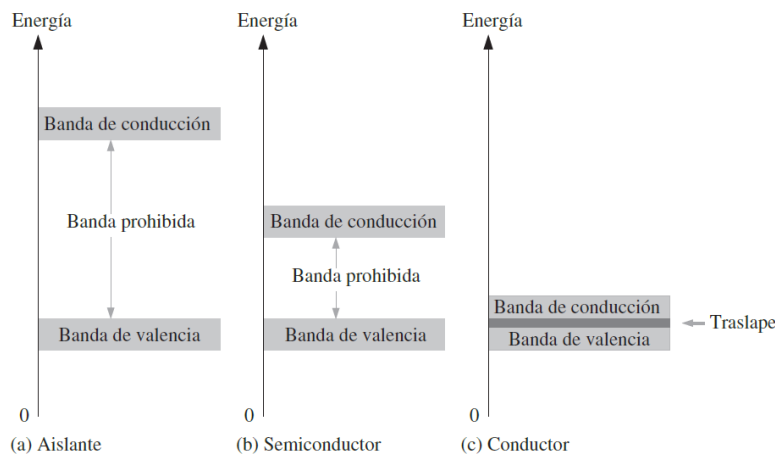 Energía
Banda de conducción
Banda prohibida
Banda de valencia
0
(a) Aislante
Energía
Banda de conducción
Banda prohibida
Banda de valencia
0
(b) Semiconductor
Energía
Banda de conducción
Traslape
Banda de valencia
0
(c) Conductor